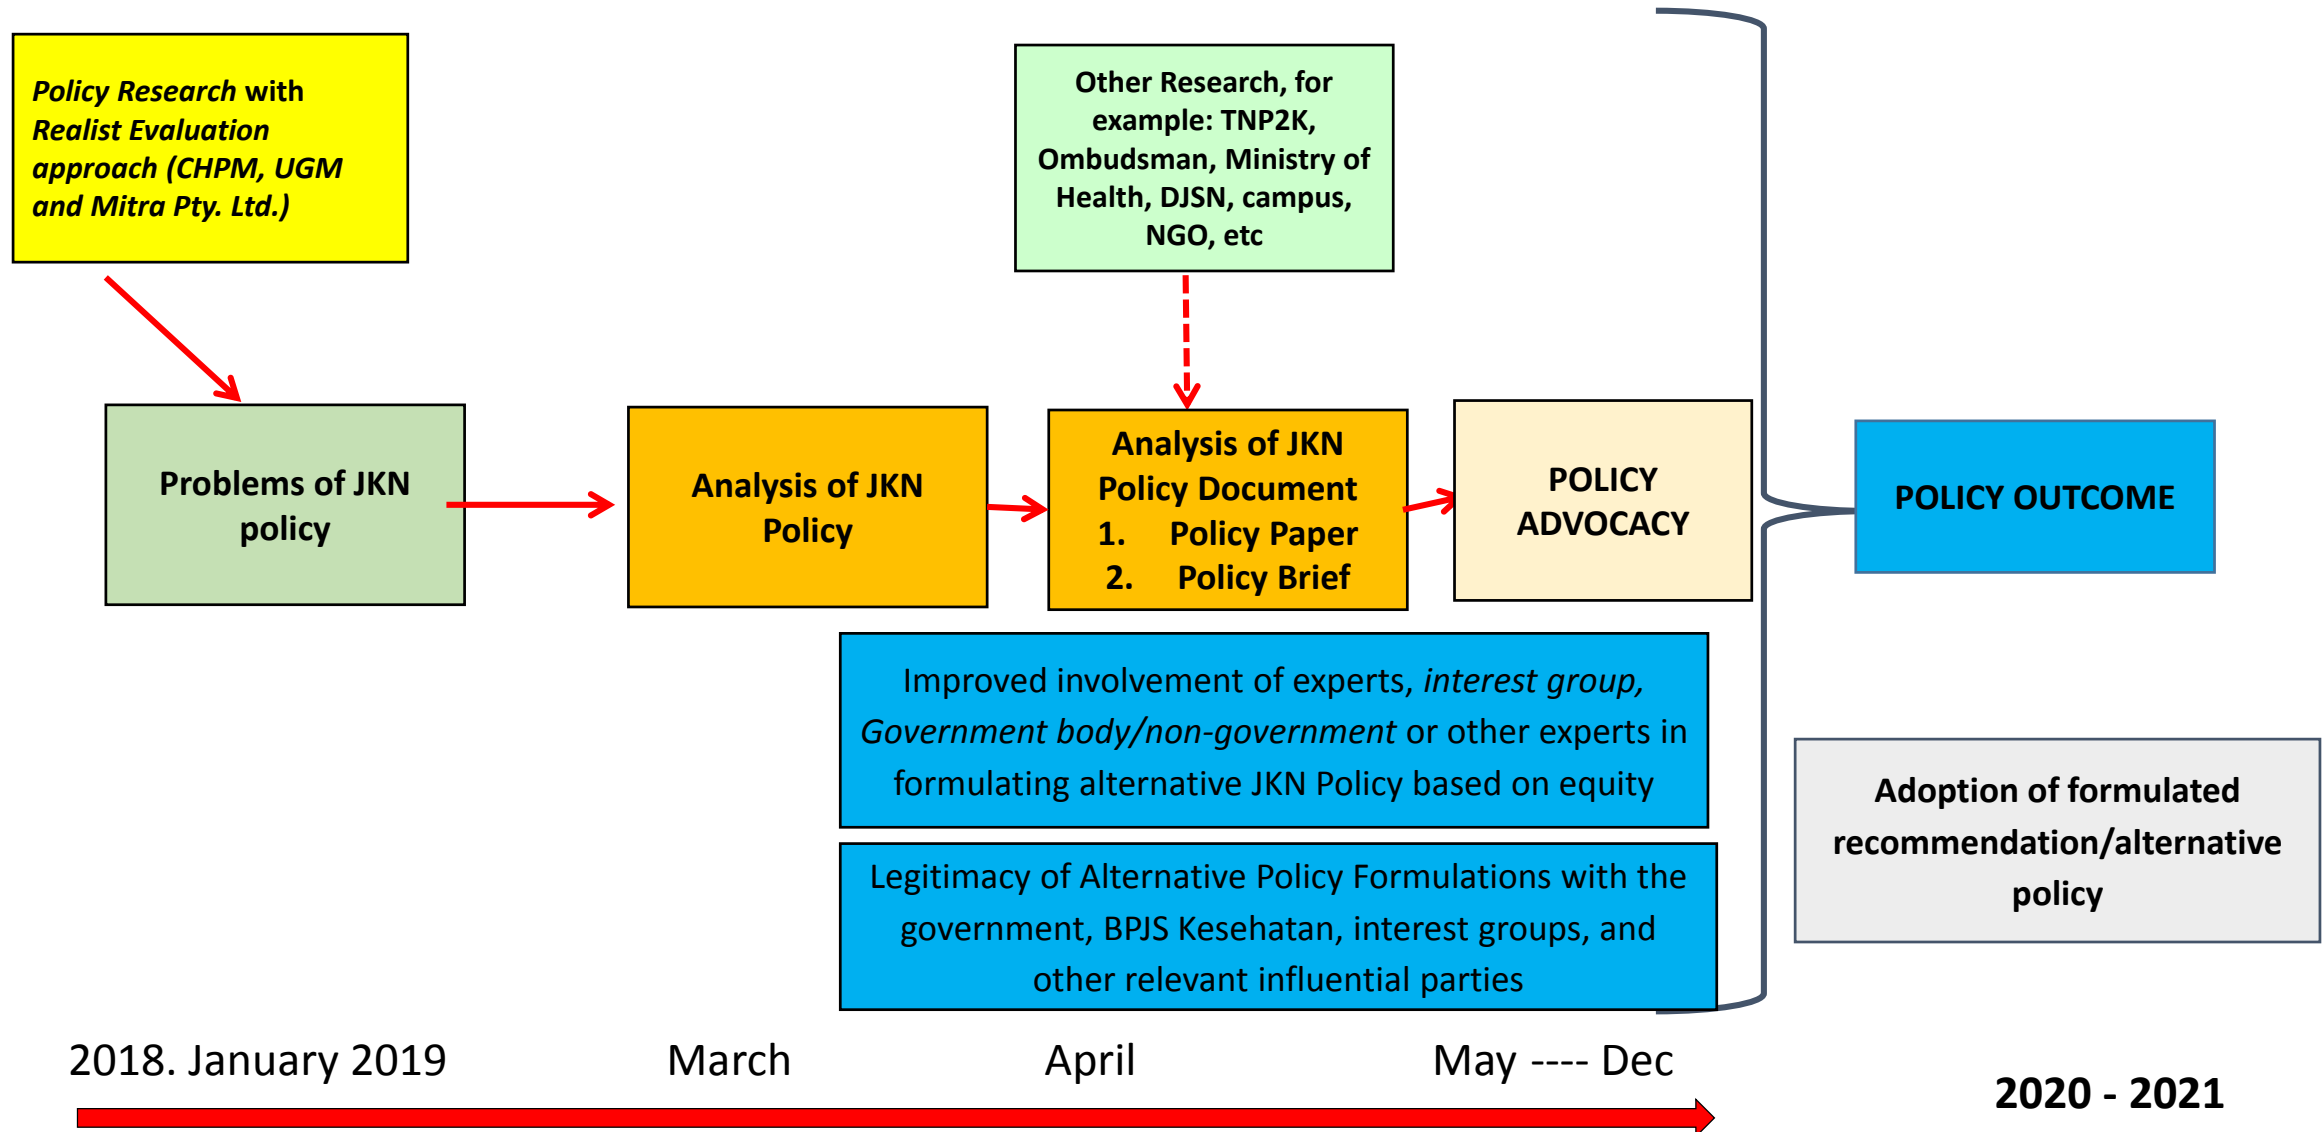 Policy Research with
Realist Evaluation
approach (CHPM, UGM
and Mitra Pty. Ltd.)
Other Research, for
example: TNP2K,
Ombudsman, Ministry of
Health, DJSN, campus,
NGO, etc
Problems of JKN
policy
Analysis of JKN
Policy
Analysis of JKN
Policy Document
1. Policy Paper
2. Policy Brief
POLICY
ADVOCACY
POLICY OUTCOME
Improved involvement of experts, interest group,
Government body/non-government or other experts in
formulating alternative JKN Policy based on equity
Legitimacy of Alternative Policy Formulations with the
government, BPJS Kesehatan, interest groups, and
other relevant influential parties
Adoption of formulated
recommendation/alternative
policy
2018. January 2019
March
April
May ---- Dec
2020 - 2021